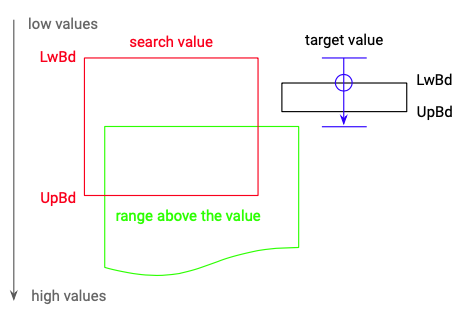 low values
search value
target value
LwBd
LwBd
UpBd
UpBd
range above the value
high values